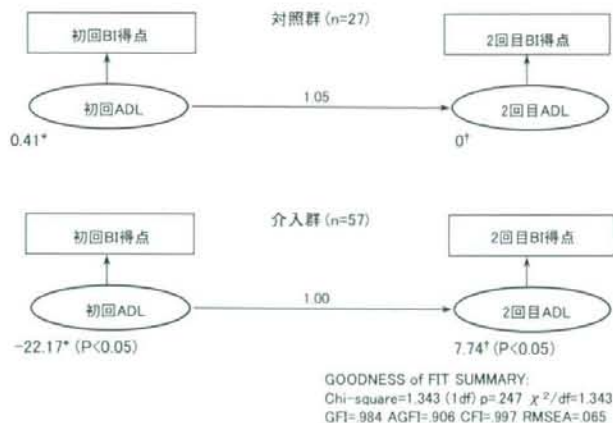 対照群(n=27)
初回BI得点
2回目BI得点
初回ADL
1.05
2回目ADL
0.41*
0†
介入群(n=57)
初回BI得点
2回目BI得点
初回ADL
1.00
2回目ADL
-22.17* (P<0.05)
7.74† (P<0.05)
GOODNESS of FIT SUMMARY:
Chi-square=1.343 (1df) p=.247 χ²/df=1.343
GFI=.984 AGFI=.906 CFI=.997 RMSEA=.065